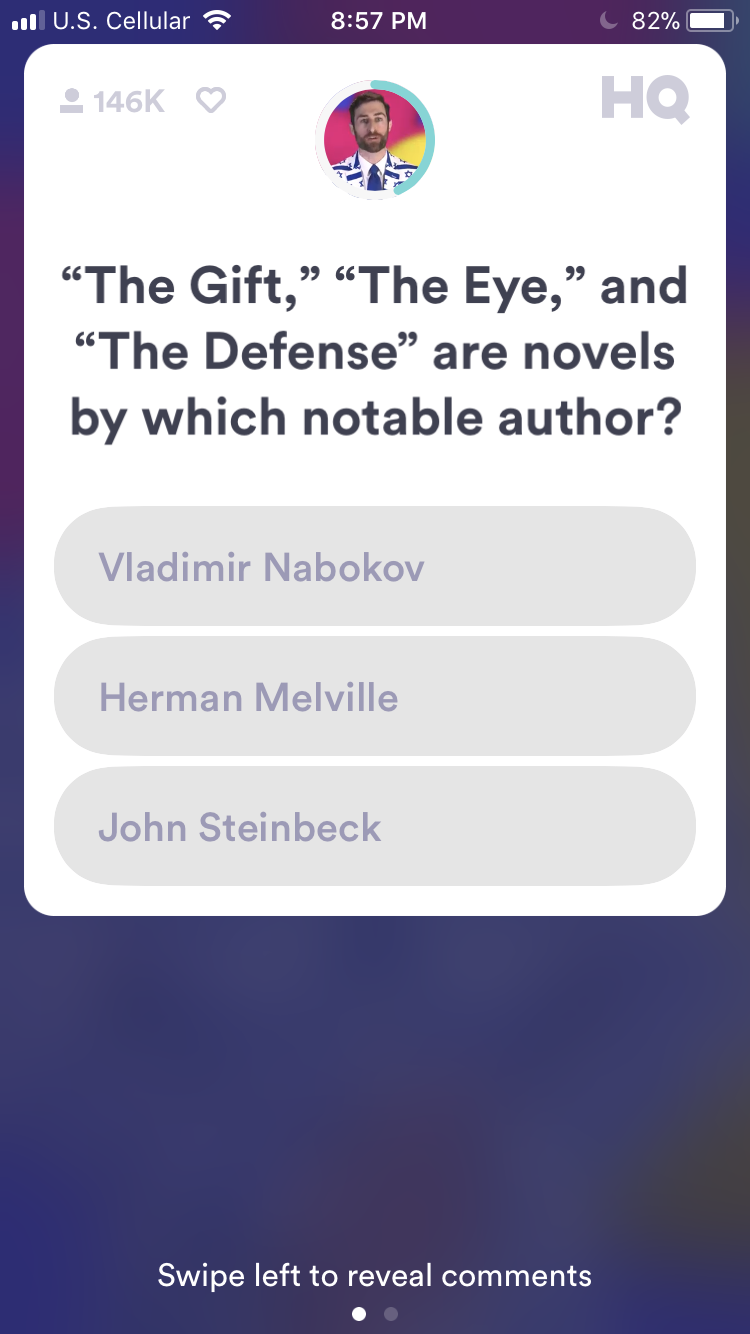 U.S. Cellular 8:57 PM 82%
146K HQ
“The Gift,” “The Eye,” and
“The Defense” are novels
by which notable author?
Vladimir Nabokov
Herman Melville
John Steinbeck
Swipe left to reveal comments